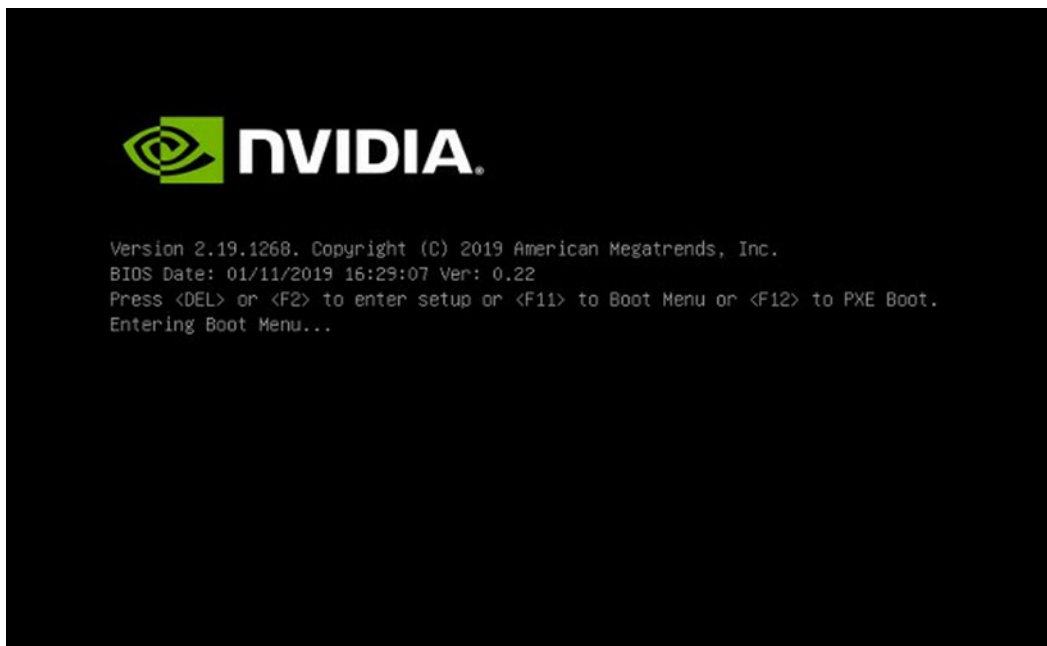 NVIDIA.
Version 2.19.1268. Copyright (C) 2019 American Megatrends, Inc.
BIOS Date: 01/11/2019 16:29:07 Ver: 0.22
Press <DEL> or <F2> to enter setup or <F11> to Boot Menu or <F12> to PXE Boot.
Entering Boot Menu...